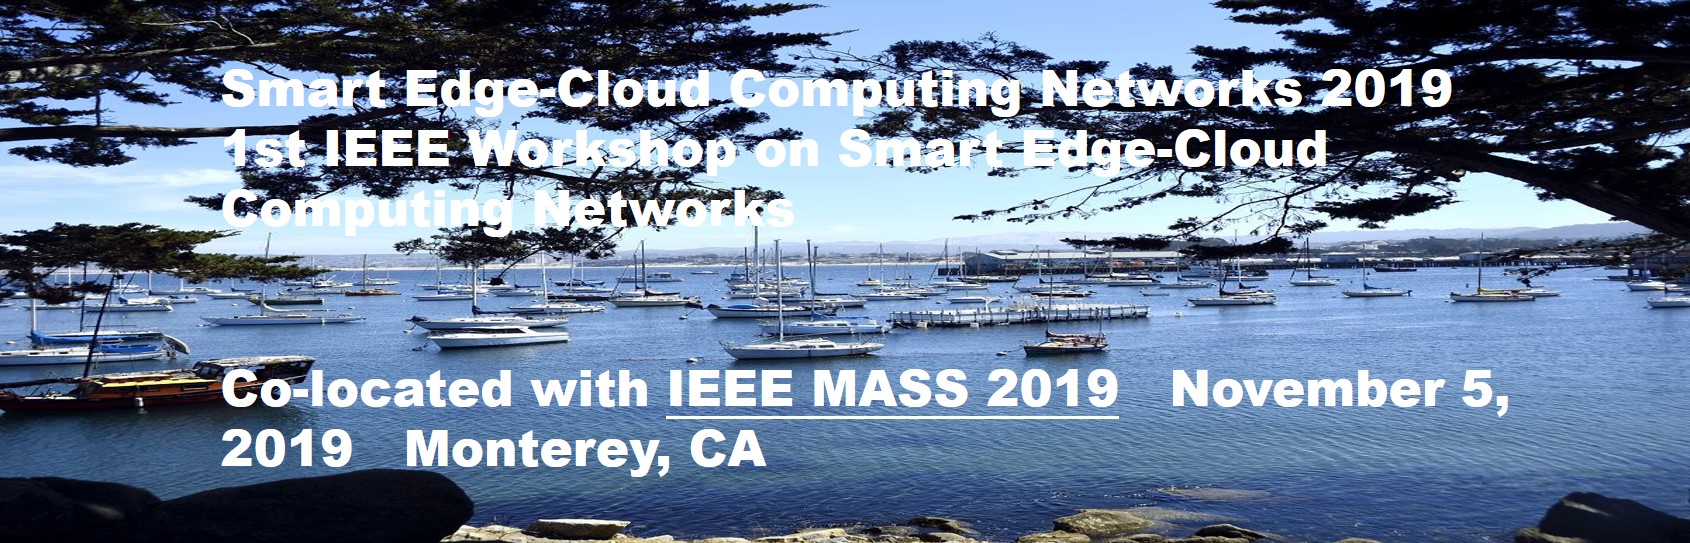 Smart Edge-Cloud Computing Networks 2019
1st IEEE Workshop on Smart Edge-Cloud
Computing Networks
Co-located with IEEE MASS 2019   November 5,
2019   Monterey, CA